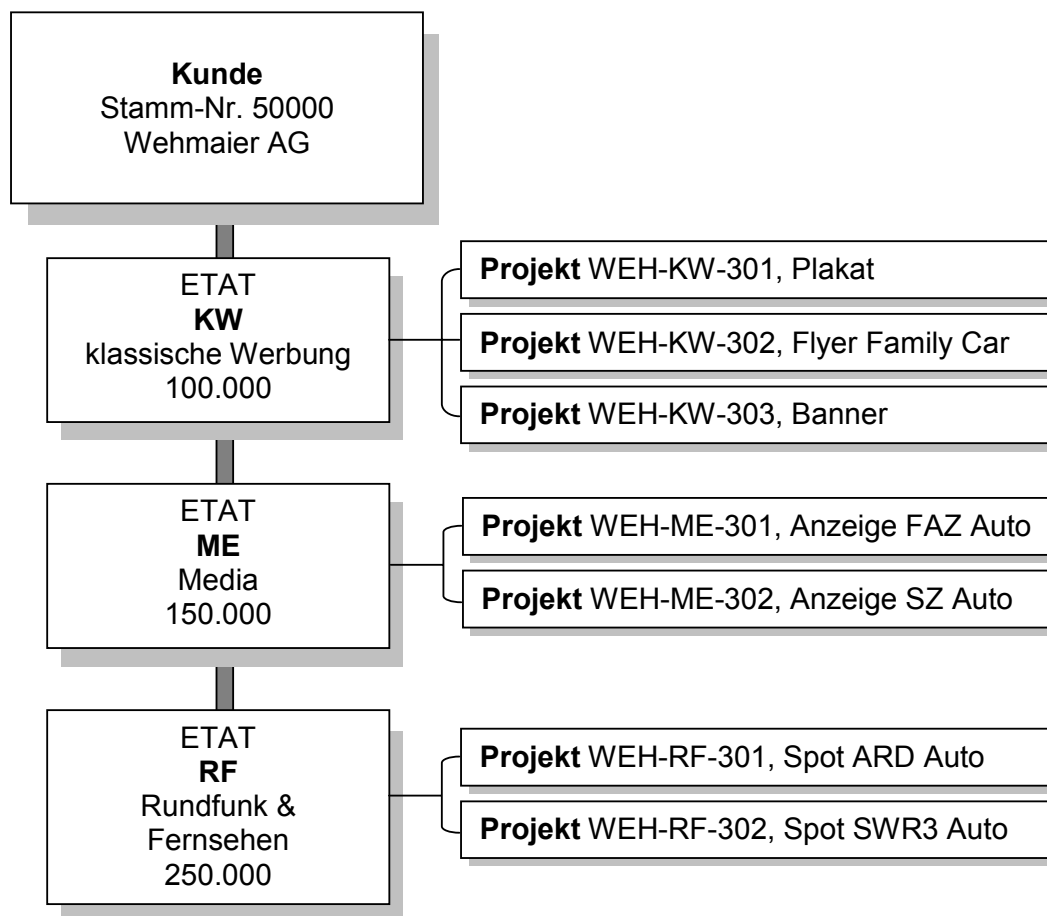 Kunde
Stamm-Nr. 50000
Wehmaier AG
ETAT
KW
klassische Werbung
100.000
Projekt WEH-KW-301, Plakat
Projekt WEH-KW-302, Flyer Family Car
Projekt WEH-KW-303, Banner
ETAT
ME
Media
150.000
Projekt WEH-ME-301, Anzeige FAZ Auto
Projekt WEH-ME-302, Anzeige SZ Auto
ETAT
RF
Rundfunk &
Fernsehen
250.000
Projekt WEH-RF-301, Spot ARD Auto
Projekt WEH-RF-302, Spot SWR3 Auto